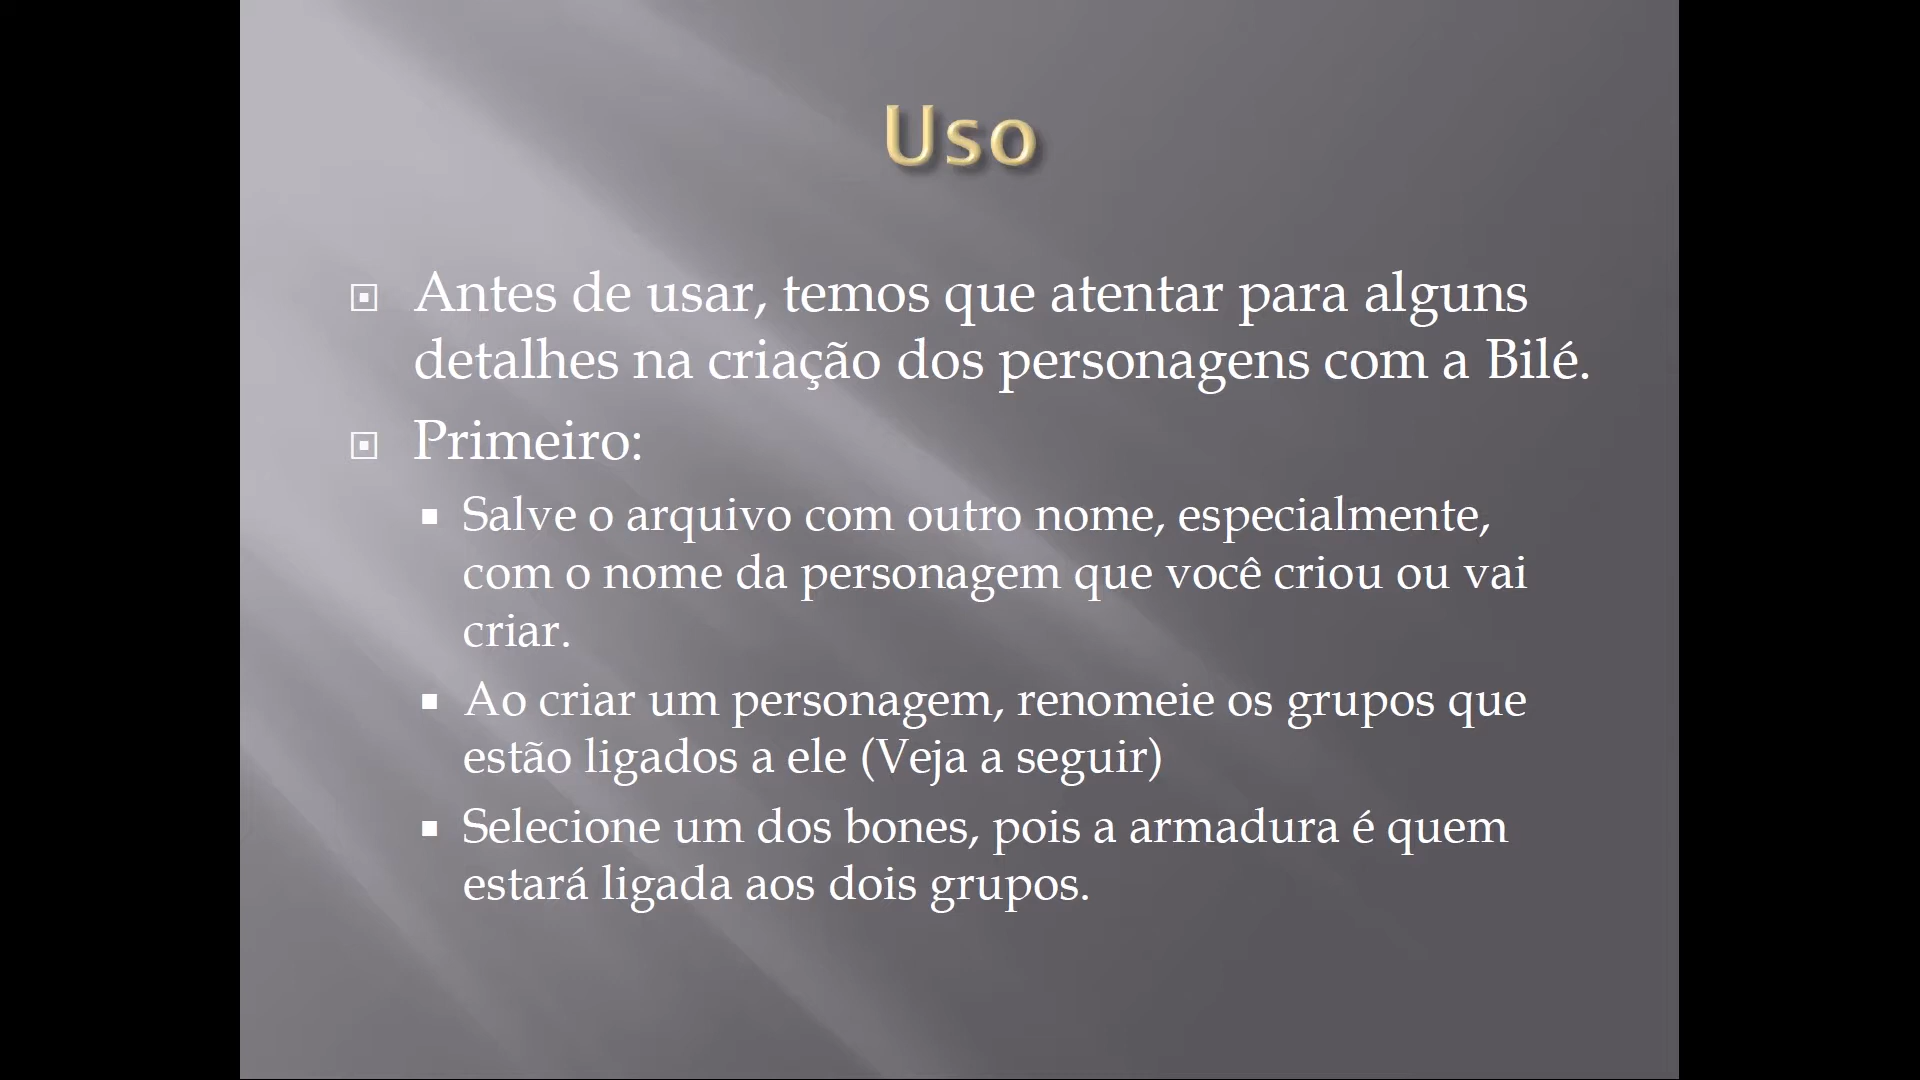 Uso
Antes de usar, temos que atentar para alguns
detalhes na criação dos personagens com a Bilé.
Primeiro:
Salve o arquivo com outro nome, especialmente,
com o nome da personagem que você criou ou vai
criar.
Ao criar um personagem, renomeie os grupos que
estão ligados a ele (Veja a seguir)
Selecione um dos bones, pois a armadura é quem
estará ligada aos dois grupos.